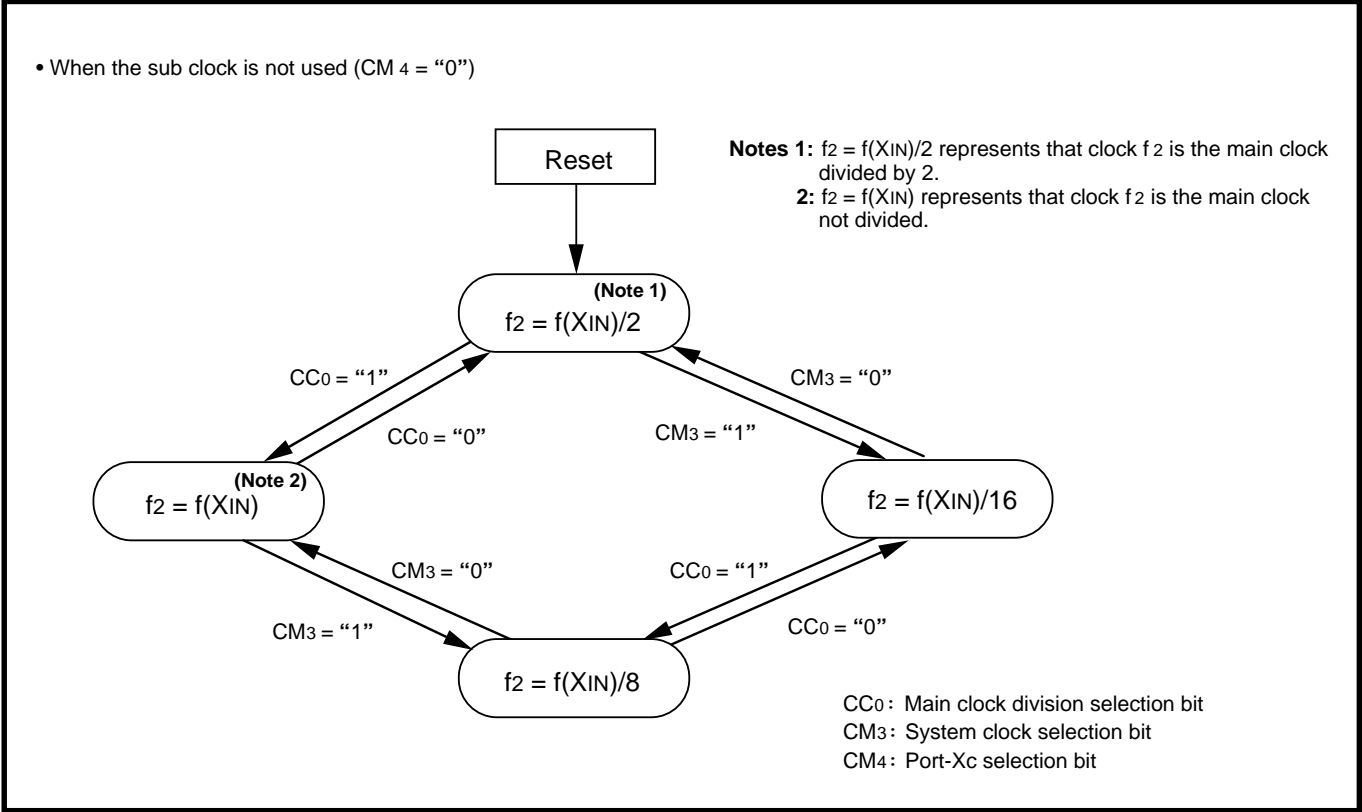 • When the sub clock is not used (CM 4 = “0”)
Reset
Notes 1: f2 = f(XIN)/2 represents that clock f 2 is the main clock
divided by 2.
2: f2 = f(XIN) represents that clock f 2 is the main clock
not divided.
(Note 1)
f2 = f(XIN)/2
CC0 = “1”
CC0 = “0”
CM3 = “0”
CM3 = “1”
(Note 2)
f2 = f(XIN)
f2 = f(XIN)/16
CM3 = “0”
CM3 = “1”
CC0 = “1”
CC0 = “0”
f2 = f(XIN)/8
CC0 : Main clock division selection bit
CM3 : System clock selection bit
CM4 : Port-Xc selection bit